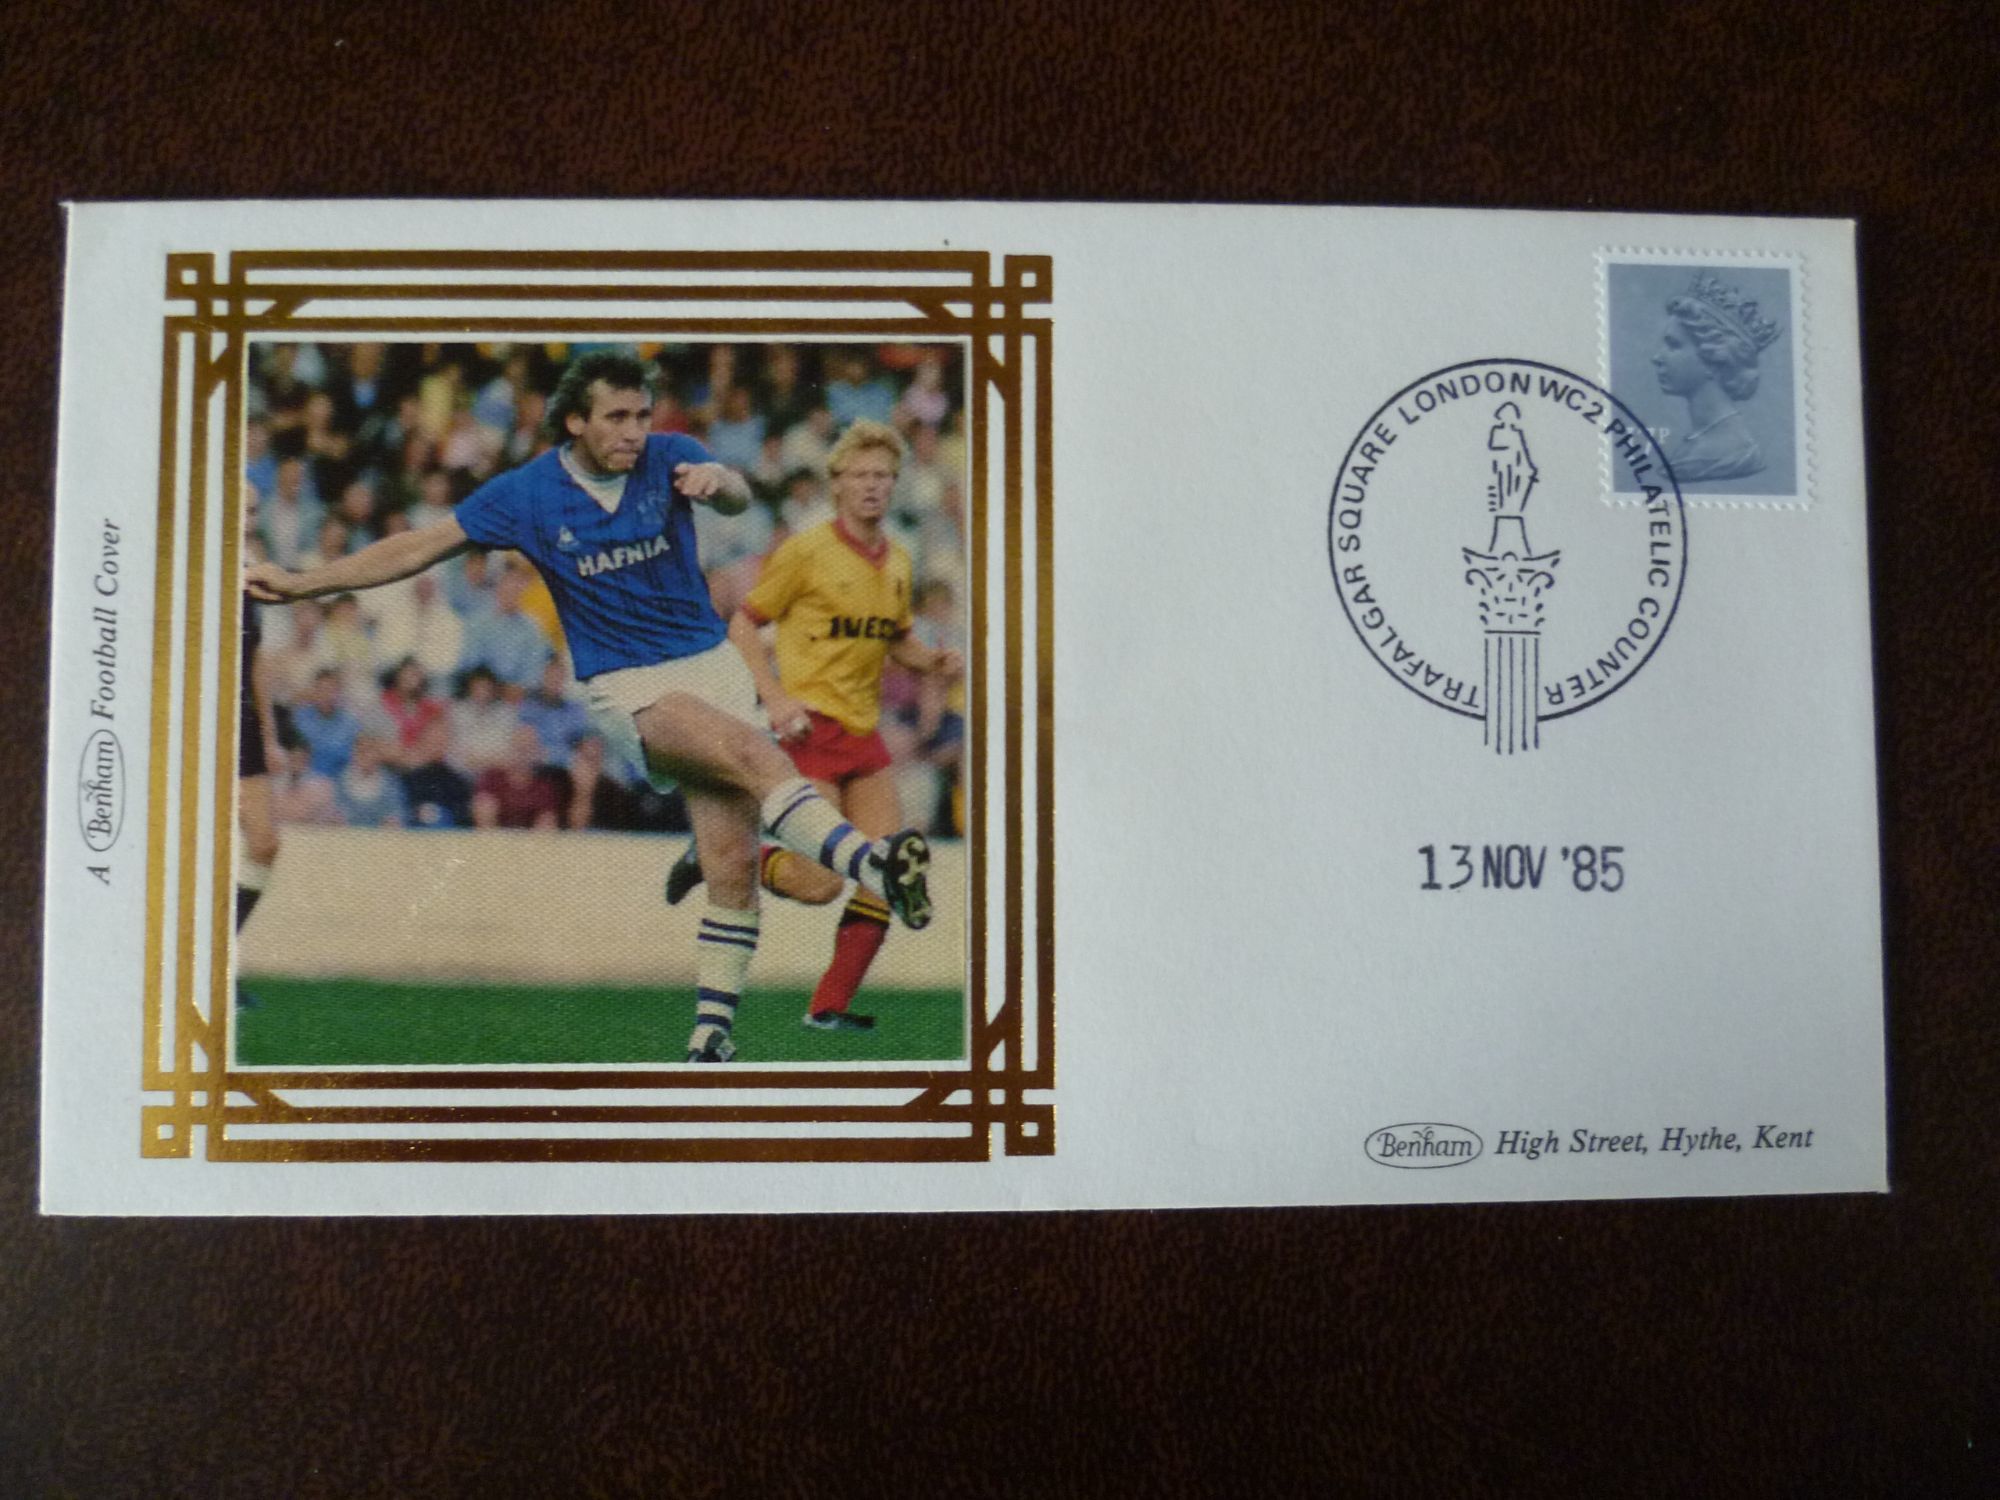 A Benham Football Cover
HAFNIA
TRAFALGAR SQUARE LONDON WC2 PHILATELIC COUNTER
13 NOV '85
Benham High Street, Hythe, Kent